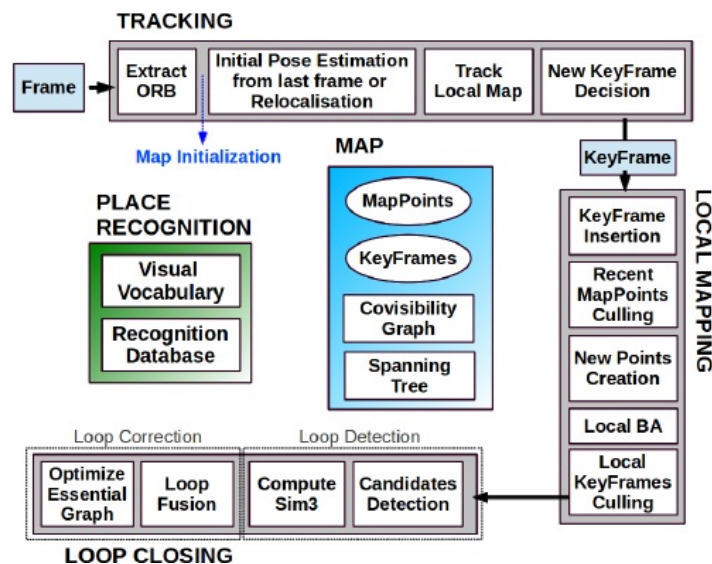 TRACKING
Frame
Extract
ORB
Initial Pose Estimation
from last frame or
Relocalisation
Track
Local Map
New KeyFrame
Decision
Map Initialization
KeyFrame
MAP
MapPoints
KeyFrames
Covisibility
Graph
Spanning
Tree
PLACE
RECOGNITION
Visual
Vocabulary
Recognition
Database
LOCAL MAPPING
KeyFrame
Insertion
Recent
MapPoints
Culling
New Points
Creation
Local BA
Local
KeyFrames
Culling
Loop Correction
Loop Detection
Optimize
Essential
Graph
Loop
Fusion
Compute
Sim3
Candidates
Detection
LOOP CLOSING